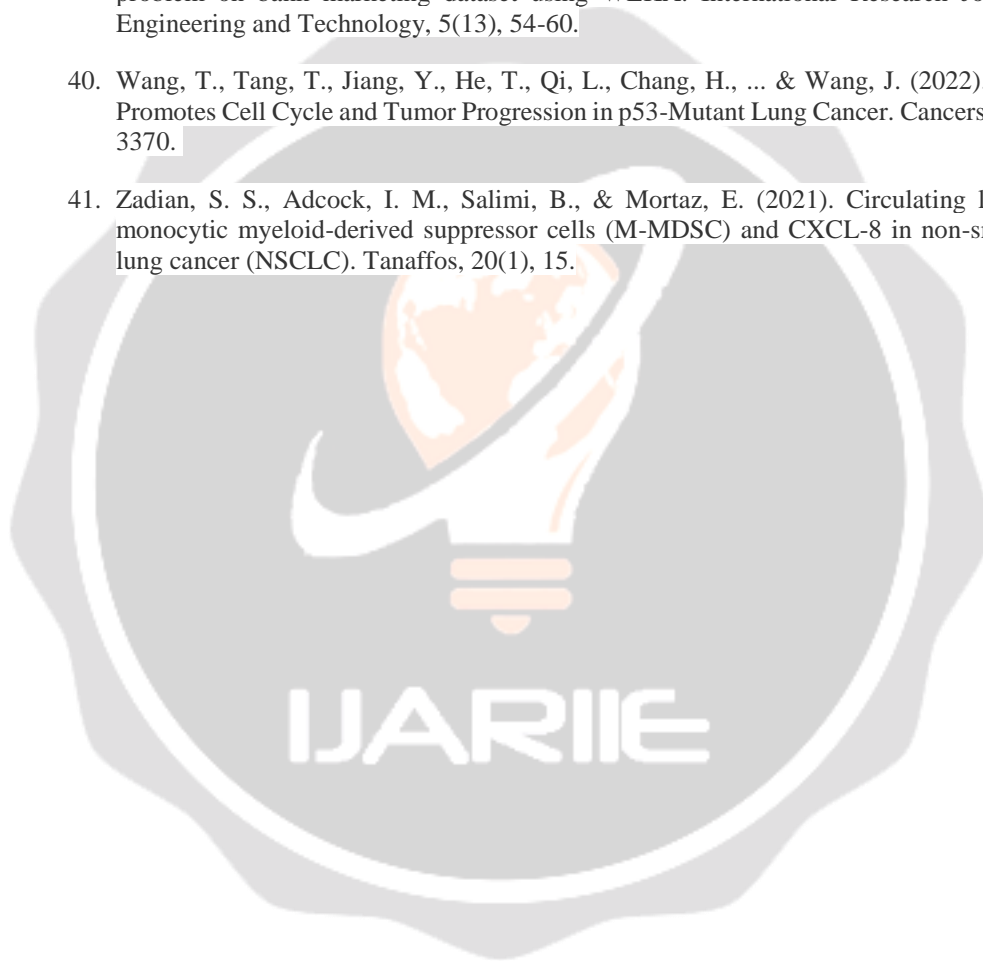 problem on bank marketing dataset using WEKA. International Research
Engineering and Technology, 5(13), 54-60.
40. Wang, T., Tang, T., Jiang, Y., He, T., Qi, L., Chang, H., ... & Wang, J. (2022).
Promotes Cell Cycle and Tumor Progression in p53-Mutant Lung Cancer. Cancers
3370.
41. Zadian, S. S., Adcock, I. M., Salimi, B., & Mortaz, E. (2021). Circulating
monocytic myeloid-derived suppressor cells (M-MDSC) and CXCL-8 in
lung cancer (NSCLC). Tanaffos, 20(1), 15.
IJARIIE